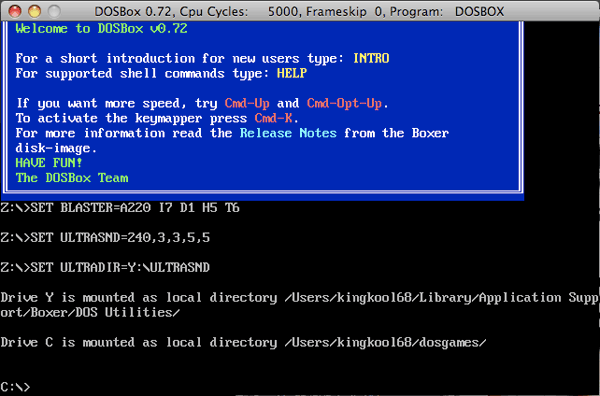 DOSBox 0.72, Cpu Cycles:    5000, Frameskip  0, Program:   DOSBOX
Welcome to DOSBox v0.72
For a short introduction for new users type: INTRO
For supported shell commands type: HELP
If you want more speed, try Cmd-Up and Cmd-Opt-Up.
To activate the keymapper press Cmd-K.
For more information read the Release Notes from the Boxer
disk-image.
HAVE FUN!
The DOSBox Team
Z:\>SET BLASTER=A220 I7 D1 H5 T6
Z:\>SET ULTRASND=240,3,3,5,5
Z:\>SET ULTRADIR=Y:\ULTRASND
Drive Y is mounted as local directory /Users/kingkool68/Library/Application Supp
ort/Boxer/DOS Utilities/
Drive C is mounted as local directory /Users/kingkool68/dosgames/
C:\>